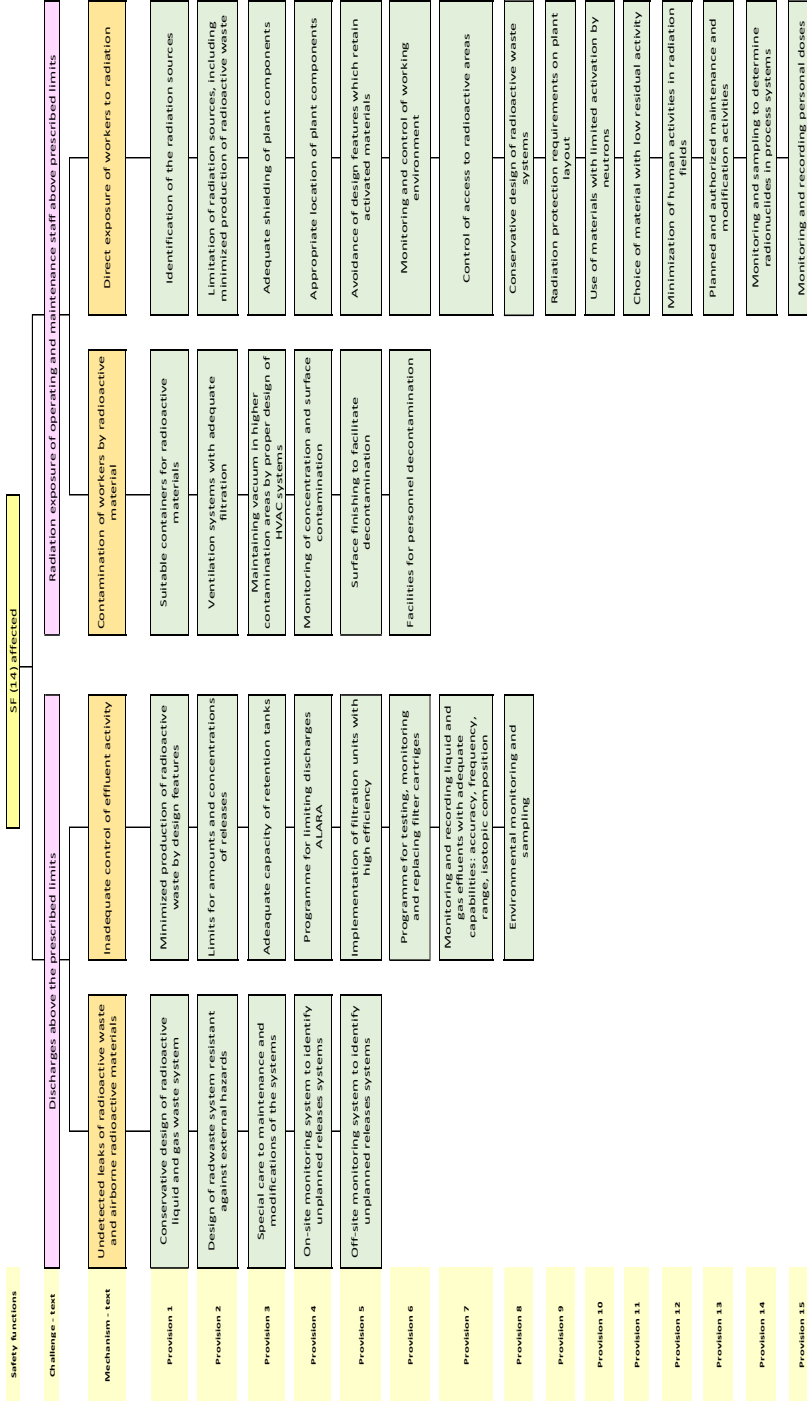 Safety functions
SF (14) affected
Challenge - text
Discharges above the prescribed limits
Radiation exposure of operating and maintenance staff above prescribed limits
Mechanism - text
Undetected leaks of radioactive waste
and airborne radioactive materials
Inadequate control of effluent activity
Contamination of workers by radioactive
material
Direct exposure of workers to radiation
Provision 1
Conservative design of radioactive
liquid and gas waste system
Minimized production of radioactive
waste by design features
Suitable containers for radioactive
materials
Identification of the radiation sources
Provision 2
Design of radwaste system resistant
against external hazards
Limits for amounts and concentrations
of releases
Ventilation systems with adequate
filtration
Limitation of radiation sources, including
minimized production of radioactive waste
Provision 3
Special care to maintenance and
modifications of the systems
Adeaquate capacity of retention tanks
Maintaining vacuum in higher
contamination areas by proper design of
HVAC systems
Adequate shielding of plant components
Provision 4
On-site monitoring system to identify
unplanned releases systems
Programme for limiting discharges
ALARA
Monitoring of concentration and surface
contamination
Appropriate location of plant components
Provision 5
Off-site monitoring system to identify
unplanned releases systems
Implementation of filtration units with
high efficiency
Surface finishing to facilitate
decontamination
Avoidance of design features which retain
activated materials
Provision 6
Programme for testing, monitoring
and replacing filter cartriges
Facilities for personnel decontamination
Monitoring and control of working
environment
Provision 7
Monitoring and recording liquid and
gas effluents with adequate
capabilities: accuracy, frequency,
range, isotopic composition
Control of access to radioactive areas
Provision 8
Environmental monitoring and
sampling
Conservative design of radioactive waste
systems
Provision 9
Radiation protection requirements on plant
layout
Provision 10
Use of materials with limited activation by
neutrons
Provision 11
Choice of material with low residual activity
Provision 12
Minimization of human activities in radiation
fields
Provision 13
Planned and authorized maintenance and
modification activities
Provision 14
Monitoring and sampling to determine
radionuclides in process systems
Provision 15
Monitoring and recording personal doses